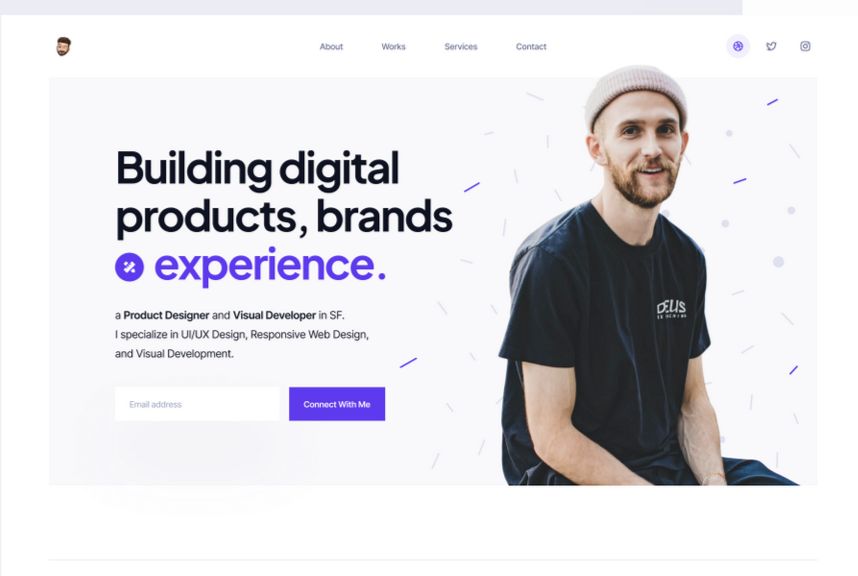 About
Works
Services
Contact
Building digital
products, brands
experience.
a Product Designer and Visual Developer in SF.
I specialize in UI/UX Design, Responsive Web Design,
and Visual Development.
Email address
Connect With Me
DEUS